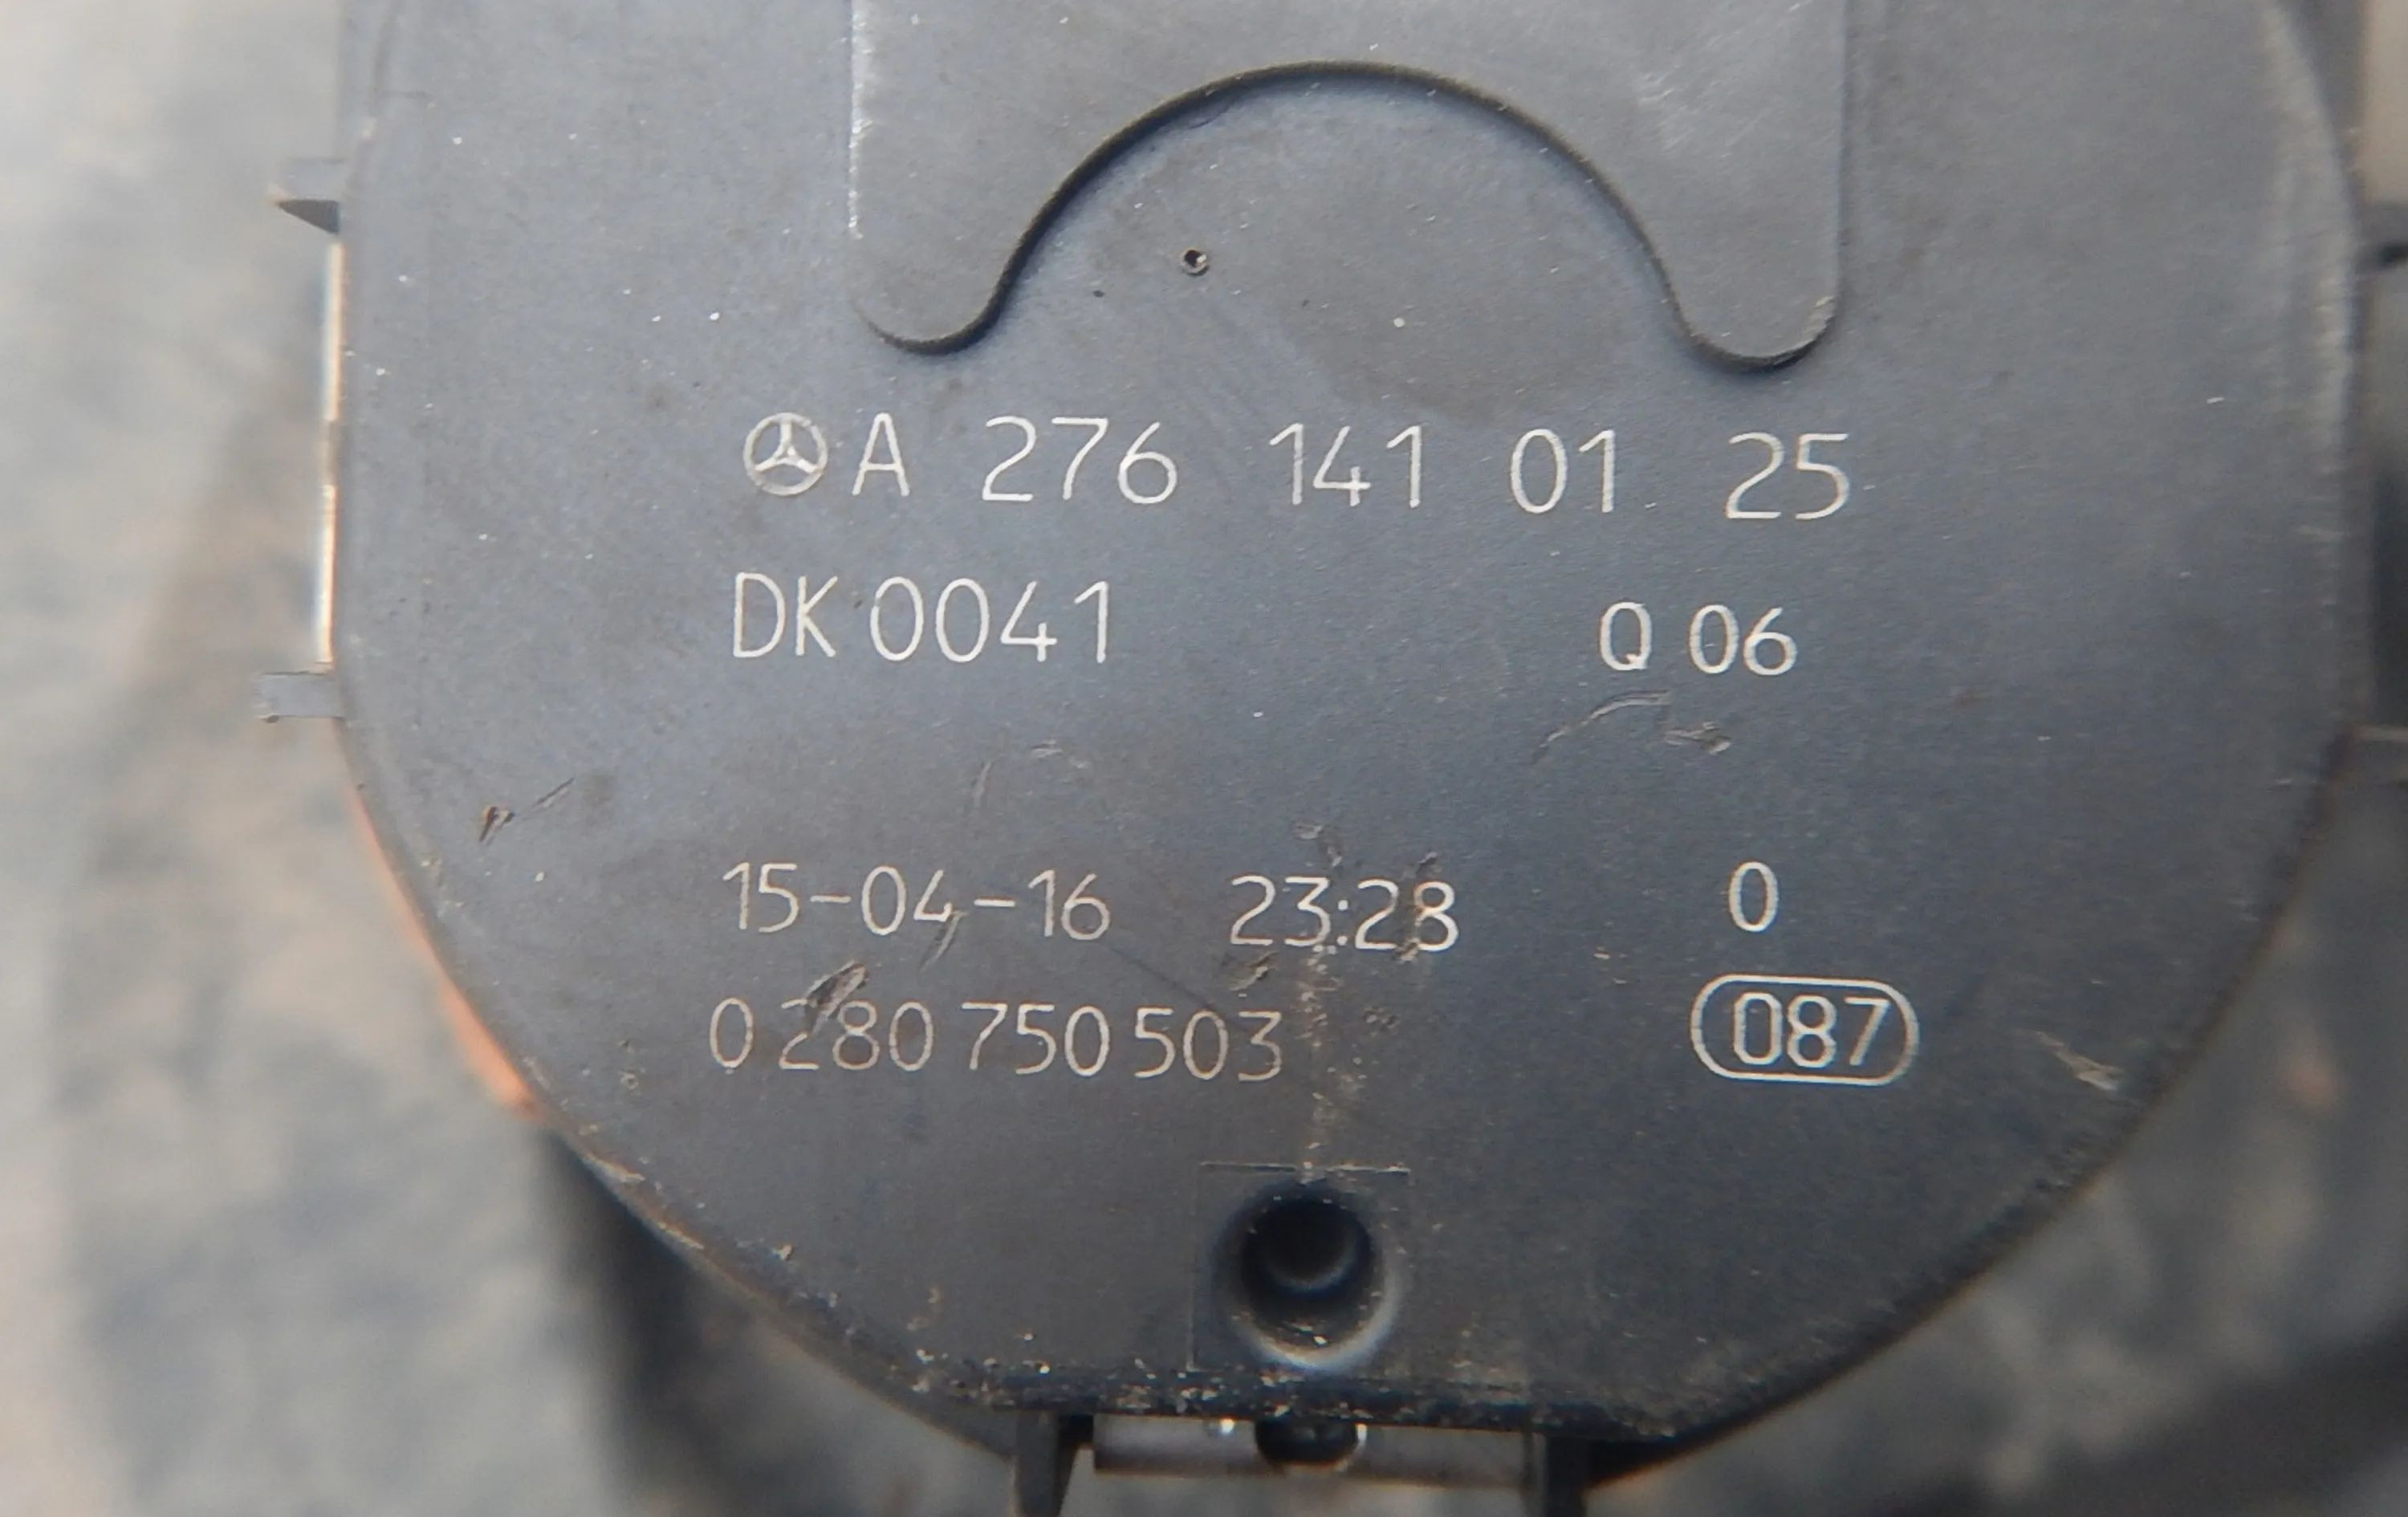 A 276 141 01 25
DK 0041 Q 06
15-04-16 23:28 0
0 280 750 503 087